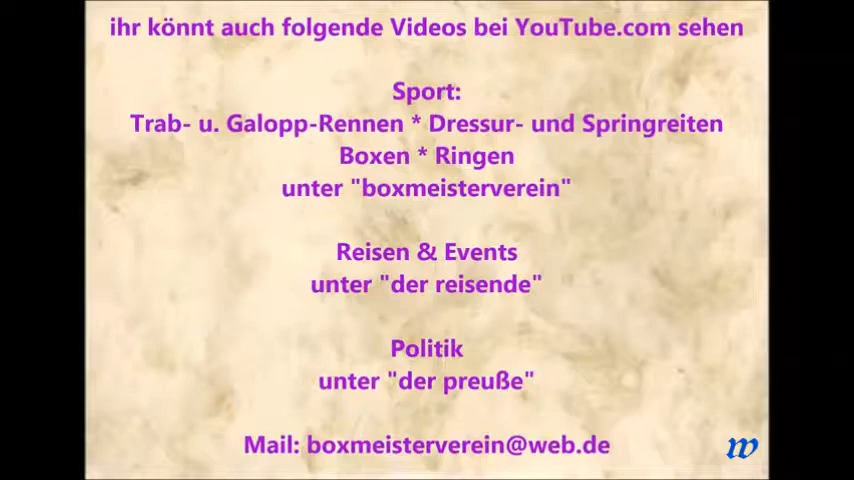 ihr könnt auch folgende Videos bei YouTube.com sehen
Sport:
Trab- u. Galopp-Rennen * Dressur- und Springreiten
Boxen * Ringen
unter "boxmeisterverein"
Reisen & Events
unter "der reisende"
Politik
unter "der preuße"
Mail: boxmeisterverein@web.de
w